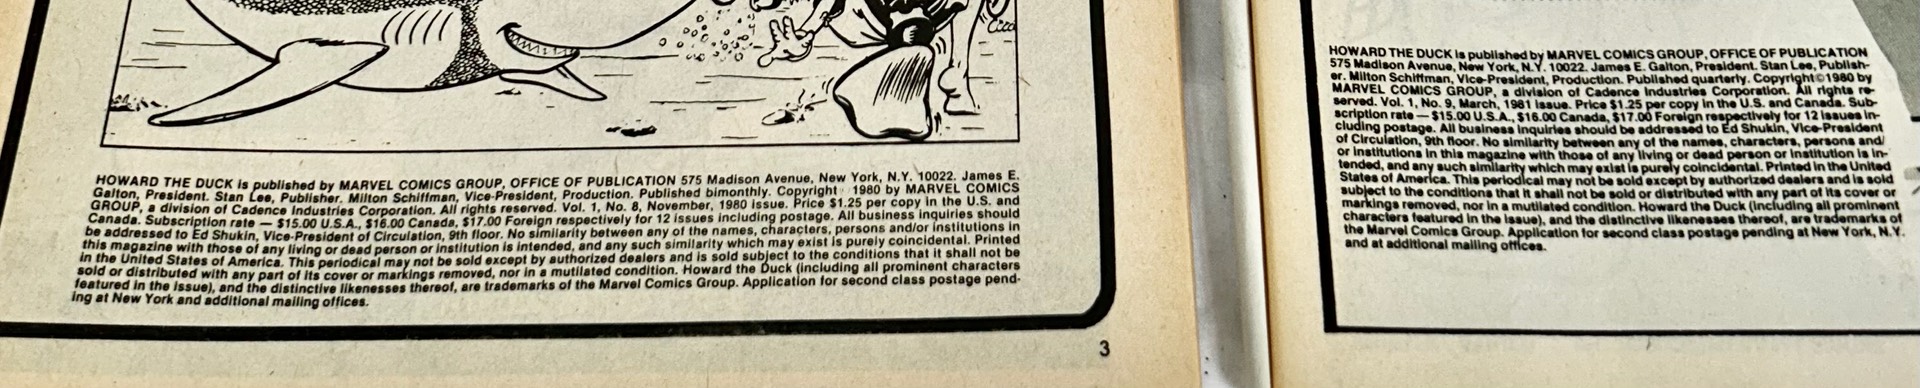 HOWARD THE DUCK is published by MARVEL COMICS GROUP, OFFICE OF PUBLICATION 575 Madison Avenue, New York, N.Y. 10022. James E.
Galton, President. Stan Lee, Publisher. Milton Schiffman, Vice-President, Production. Published bimonthly. Copyright 1980 by MARVEL COMICS
GROUP, a division of Cadence Industries Corporation. All rights reserved. Vol. 1, No. 8, November, 1980 issue. Price $1.25 per copy in the U.S. and
Canada. Subscription rate — $15.00 U.S.A., $16.00 Canada, $17.00 Foreign respectively for 12 issues including postage. All business inquiries should
be addressed to Ed Shukin, Vice-President of Circulation, 9th floor. No similarity between any of the names, characters, persons and/or institutions in
this magazine with those of any living or dead person or institution is intended, and any such similarity which may exist is purely coincidental. Printed
in the United States of America. This periodical may not be sold except by authorized dealers and is sold subject to the conditions that it shall not be
sold or distributed with any part of its cover or markings removed, nor in a mutilated condition. Howard the Duck (including all prominent characters
featured in the issue), and the distinctive likenesses thereof, are trademarks of the Marvel Comics Group. Application for second class postage pend-
ing at New York and additional mailing offices.
3
HOWARD THE DUCK is published by MARVEL COMICS GROUP, OFFICE OF PUBLICATION
575 Madison Avenue, New York, N.Y. 10022. James E. Galton, President. Stan Lee, Publish-
er. Milton Schiffman, Vice-President, Production. Published quarterly. Copyright © 1980 by
MARVEL COMICS GROUP, a division of Cadence Industries Corporation. All rights re-
served. Vol. 1, No. 9, March, 1981 issue. Price $1.25 per copy in the U.S. and Canada. Sub-
scription rate — $15.00 U.S.A., $16.00 Canada, $17.00 Foreign respectively for 12 issues in-
cluding postage. All business inquiries should be addressed to Ed Shukin, Vice-President
of Circulation, 9th floor. No similarity between any of the names, characters, persons and/
or institutions in this magazine with those of any living or dead person or institution is in-
tended, and any such similarity which may exist is purely coincidental. Printed in the United
States of America. This periodical may not be sold except by authorized dealers and is sold
subject to the conditions that it shall not be sold or distributed with any part of its cover or
markings removed, nor in a mutilated condition. Howard the Duck (including all prominent
characters featured in the issue), and the distinctive likenesses thereof, are trademarks of
the Marvel Comics Group. Application for second class postage pending at New York, N.Y.
and at additional mailing offices.